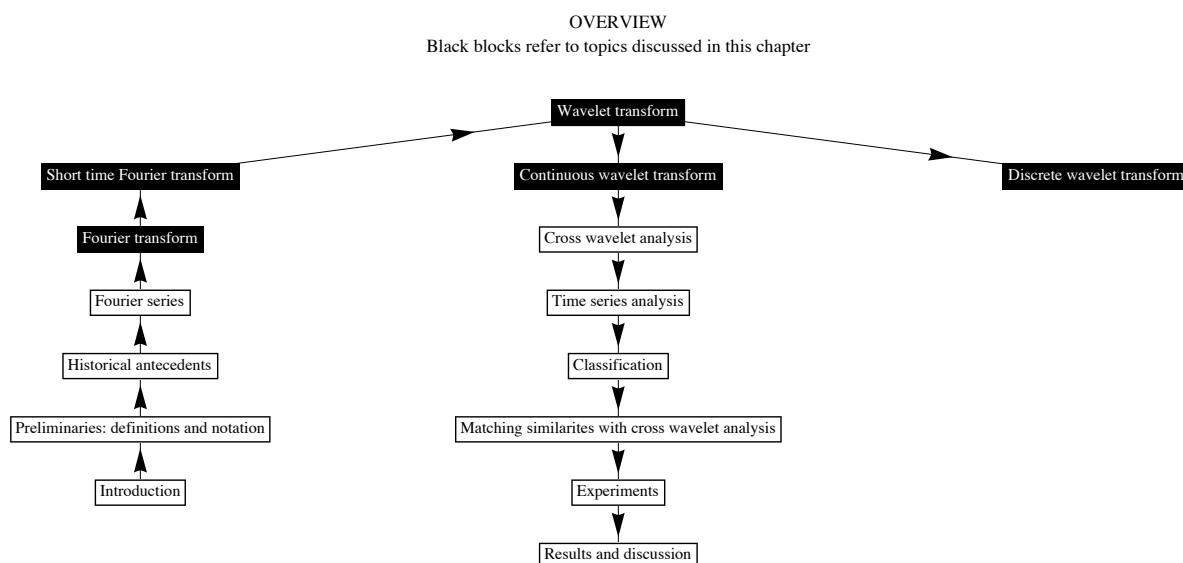 OVERVIEW
Black blocks refer to topics discussed in this chapter
Wavelet transform
Short time Fourier transform
Continuous wavelet transform
Discrete wavelet transform
Fourier transform
Cross wavelet analysis
Fourier series
Time series analysis
Historical antecedents
Classification
Preliminaries: definitions and notation
Matching similarites with cross wavelet analysis
Introduction
Experiments
Results and discussion